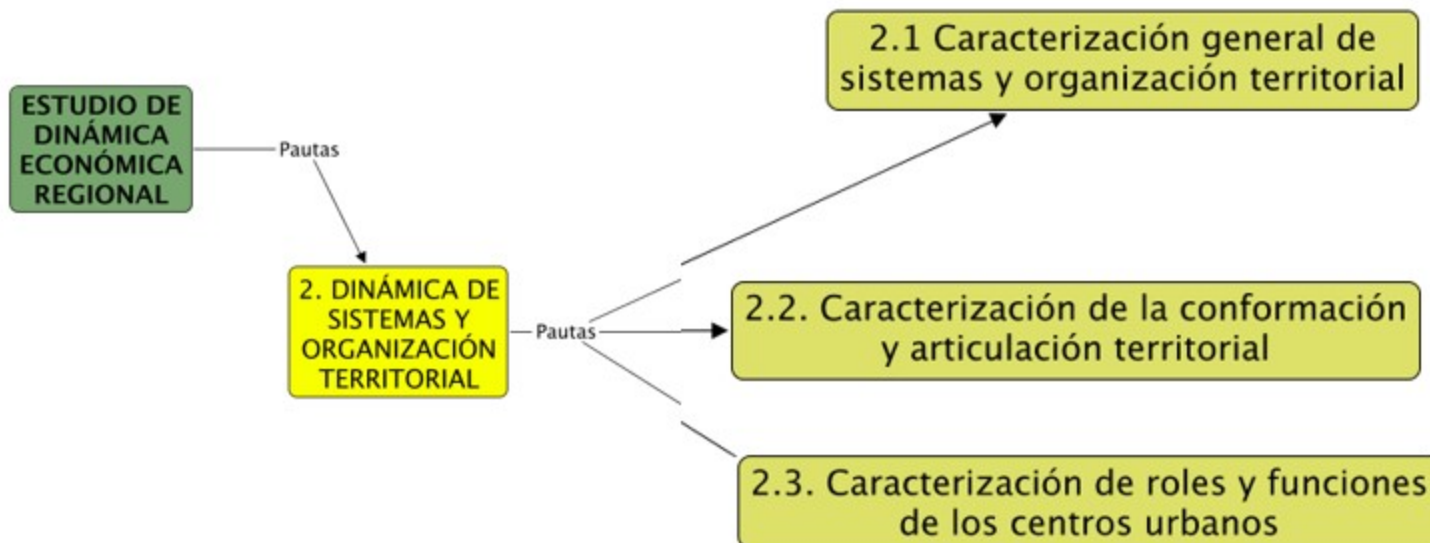 ESTUDIO DE
DINÁMICA
ECONÓMICA
REGIONAL
Pautas
2. DINÁMICA DE
SISTEMAS Y
ORGANIZACIÓN
TERRITORIAL
Pautas
2.1 Caracterización general de
sistemas y organización territorial
2.2. Caracterización de la conformación
y articulación territorial
2.3. Caracterización de roles y funciones
de los centros urbanos